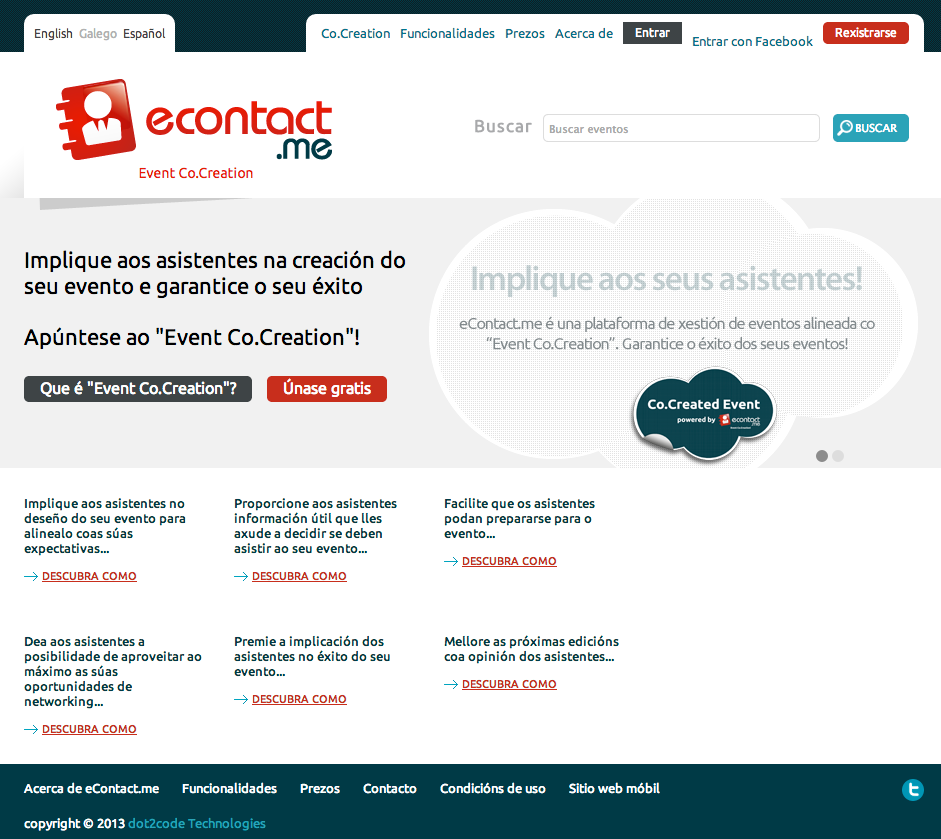 English Galego Español
Co.Creation Funcionalidades Prezos Acerca de Entrar Entrar con Facebook Rexistrarse
econtact
.me
Event Co.Creation
Buscar Buscar eventos BUSCAR
Implique aos asistentes na creación do
seu evento e garantice o seu éxito
Apúntese ao "Event Co.Creation"!
Que é "Event Co.Creation"? Únase gratis
Implique aos seus asistentes!
eContact.me é una plataforma de xestión de eventos alineada co
“Event Co.Creation”. Garantice o éxito dos seus eventos!
Co.Created Event
powered by econtact
.me
Implique aos asistentes no
deseño do seu evento para
alinealo coas súas
expectativas...
DESCUBRA COMO
Proporcione aos asistentes
información útil que lles
axude a decidir se deben
asistir ao seu evento...
DESCUBRA COMO
Facilite que os asistentes
podan prepararse para o
evento...
DESCUBRA COMO
Dea aos asistentes a
posibilidade de aproveitar ao
máximo as súas
oportunidades de
networking...
DESCUBRA COMO
Premie a implicación dos
asistentes no éxito do seu
evento...
DESCUBRA COMO
Mellore as próximas edicións
coa opinión dos asistentes...
DESCUBRA COMO
Acerca de eContact.me Funcionalidades Prezos Contacto Condicións de uso Sitio web móbil
copyright © 2013 dot2code Technologies